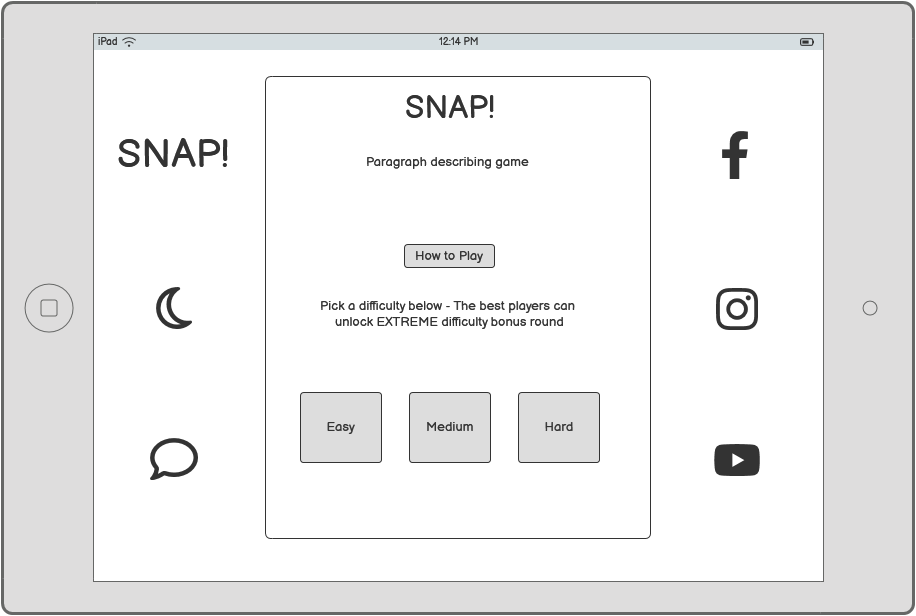 iPad
12:14 PM
SNAP!
SNAP!
Paragraph describing game
How to Play
Pick a difficulty below - The best players can
unlock EXTREME difficulty bonus round
Easy
Medium
Hard